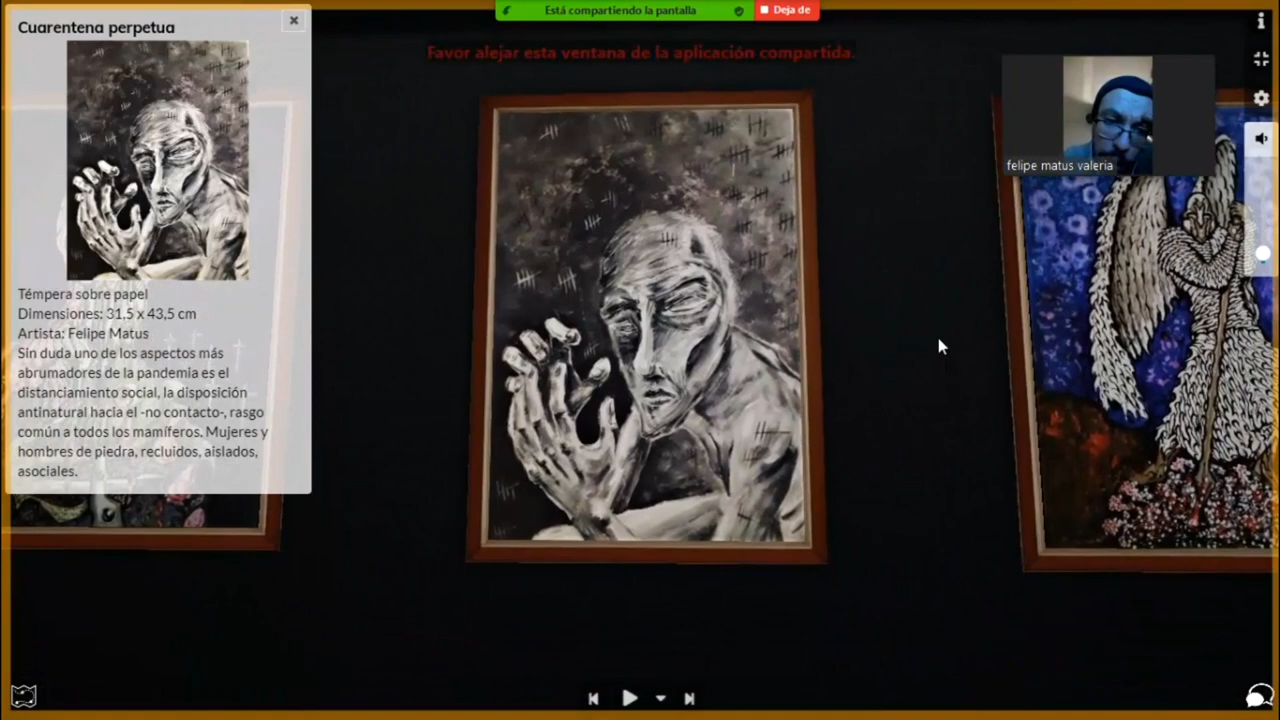 Cuarentena perpetua
Témpera sobre papel
Dimensiones: 31,5 x 43,5 cm
Artista: Felipe Matus
Sin duda uno de los aspectos más
abrumadores de la pandemia es el
distanciamiento social, la disposición
antinatural hacia el -no contacto-, rasgo
común a todos los mamíferos. Mujeres y
hombres de piedra, recluidos, aislados,
asociales.
Está compartiendo la pantalla
Deja de
Favor alejar esta ventana de la aplicación compartida.
felipe matus valeria